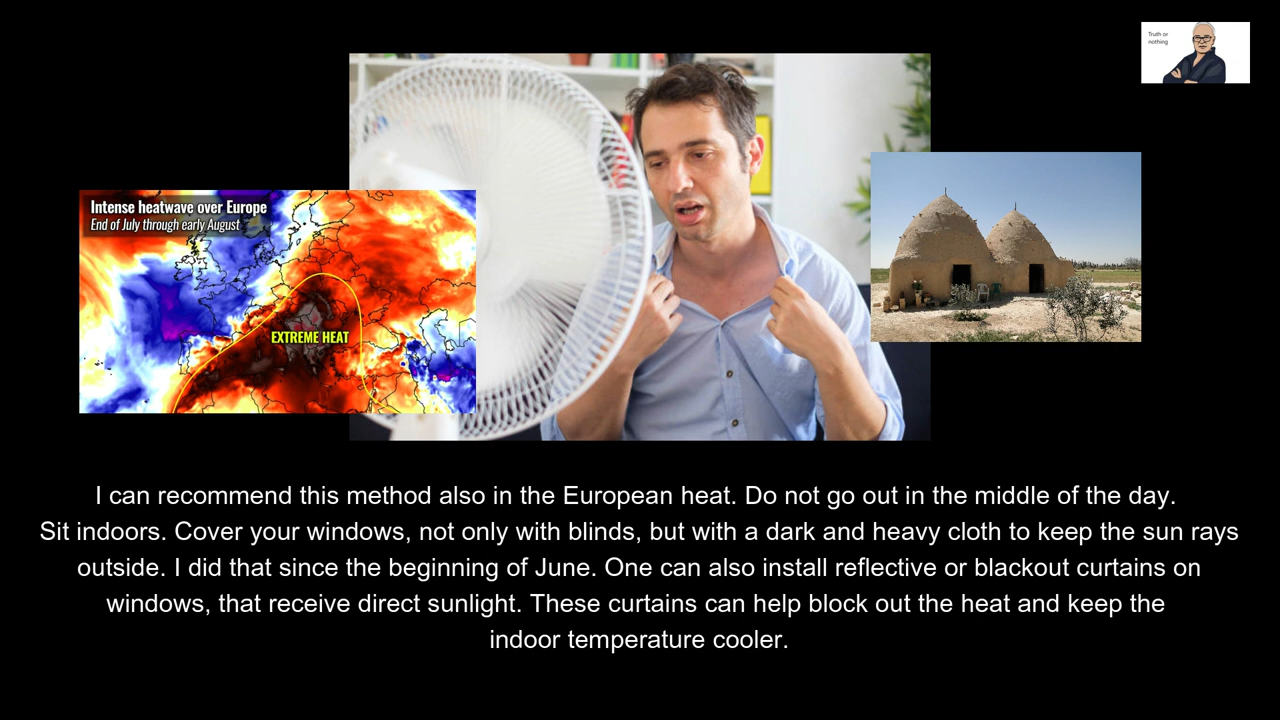 Truth or
nothing
Intense heatwave over Europe
End of July through early August
EXTREME HEAT
I can recommend this method also in the European heat. Do not go out in the middle of the day.
Sit indoors. Cover your windows, not only with blinds, but with a dark and heavy cloth to keep the sun rays
outside. I did that since the beginning of June. One can also install reflective or blackout curtains on
windows, that receive direct sunlight. These curtains can help block out the heat and keep the
indoor temperature cooler.